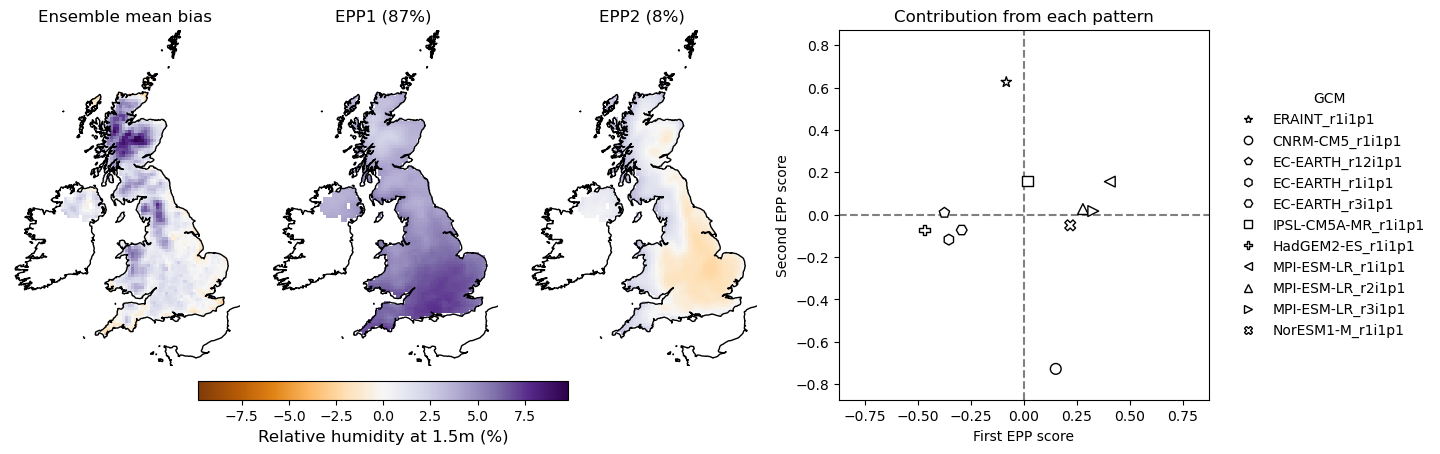 Ensemble mean bias
EPP1 (87%)
EPP2 (8%)
Contribution from each pattern
0.8
0.6
0.4
0.2
0.0
−0.2
−0.4
−0.6
−0.8
Second EPP score
−0.75
−0.50
−0.25
0.00
0.25
0.50
0.75
First EPP score
GCM
ERAINT_r1i1p1
CNRM-CM5_r1i1p1
EC-EARTH_r12i1p1
EC-EARTH_r1i1p1
EC-EARTH_r3i1p1
IPSL-CM5A-MR_r1i1p1
HadGEM2-ES_r1i1p1
MPI-ESM-LR_r1i1p1
MPI-ESM-LR_r2i1p1
MPI-ESM-LR_r3i1p1
NorESM1-M_r1i1p1
−7.5
−5.0
−2.5
0.0
2.5
5.0
7.5
Relative humidity at 1.5m (%)